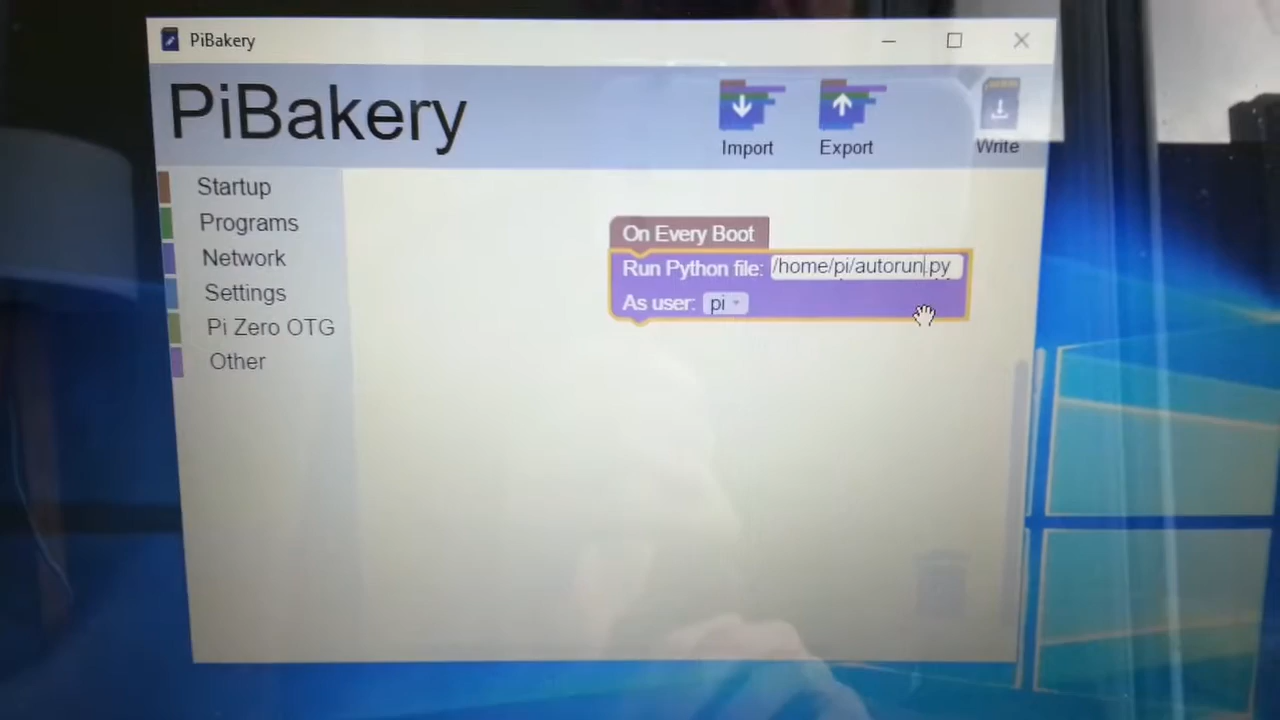 PiBakery
PiBakery
Import
Export
Write
Startup
Programs
Network
Settings
Pi Zero OTG
Other
On Every Boot
Run Python file: /home/pi/autorun.py
As user: pi